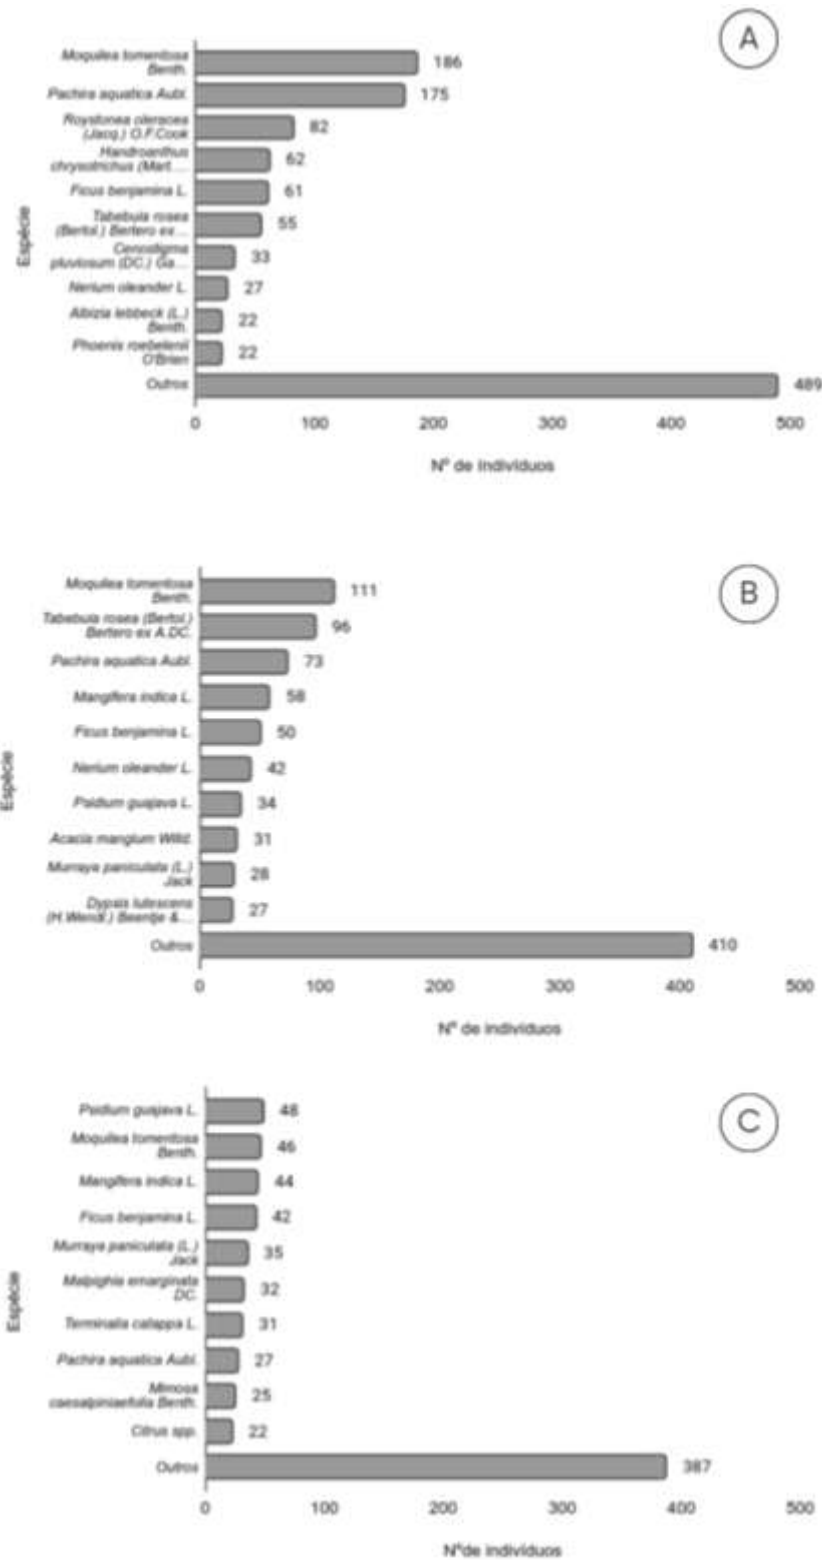 A
Moquilea tomentosa
Benth.
186
Pachira aquatica Aubl.
175
Roystonea oleracea
(Jacq.) O.F.Cook
82
Handroanthus
chrysotrichus (Mart. ...
62
Ficus benjamina L.
61
Tabebuia rosea
(Bertol.) Bertero ex ...
55
Cenostigma
pluviosum (DC.) Ga...
33
Nerium oleander L.
27
Albizia lebbeck (L.)
Benth.
22
Phoenix roebelenii
O'Brien
22
Outros
489
Espécie
0 100 200 300 400 500
Nº de indivíduos
B
Moquilea tomentosa
Benth.
111
Tabebuia rosea (Bertol.)
Bertero ex A.DC.
96
Pachira aquatica Aubl.
73
Mangifera indica L.
58
Ficus benjamina L.
50
Nerium oleander L.
42
Psidium guajava L.
34
Acacia mangium Willd.
31
Murraya paniculata (L.)
Jack
28
Dypsis lutescens
(H.Wendl.) Beentje &...
27
Outros
410
Espécie
0 100 200 300 400 500
Nº de indivíduos
C
Psidium guajava L.
48
Moquilea tomentosa
Benth.
46
Mangifera indica L.
44
Ficus benjamina L.
42
Murraya paniculata (L.)
Jack
35
Malpighia emarginata
DC.
32
Terminalia catappa L.
31
Pachira aquatica Aubl.
27
Mimosa
caesalpiniaefolia Benth.
25
Citrus spp.
22
Outros
387
Espécie
0 100 200 300 400 500
Nºde indivíduos